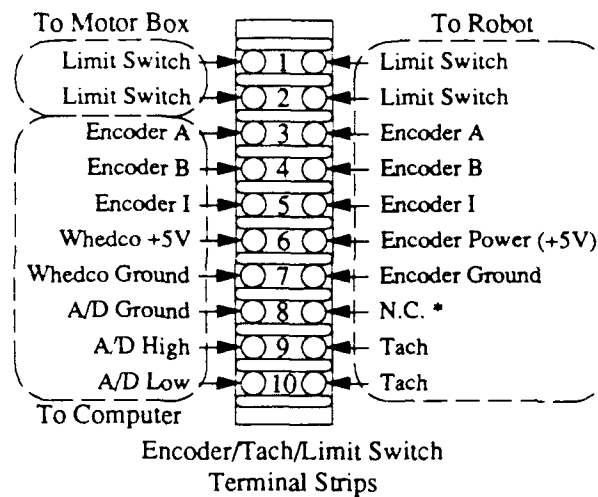 To Motor Box To Robot
Limit Switch 1 Limit Switch
Limit Switch 2 Limit Switch
Encoder A 3 Encoder A
Encoder B 4 Encoder B
Encoder I 5 Encoder I
Whedco +5V 6 Encoder Power (+5V)
Whedco Ground 7 Encoder Ground
A/D Ground 8 N.C. *
A/D High 9 Tach
A/D Low 10 Tach
To Computer
Encoder/Tach/Limit Switch
Terminal Strips